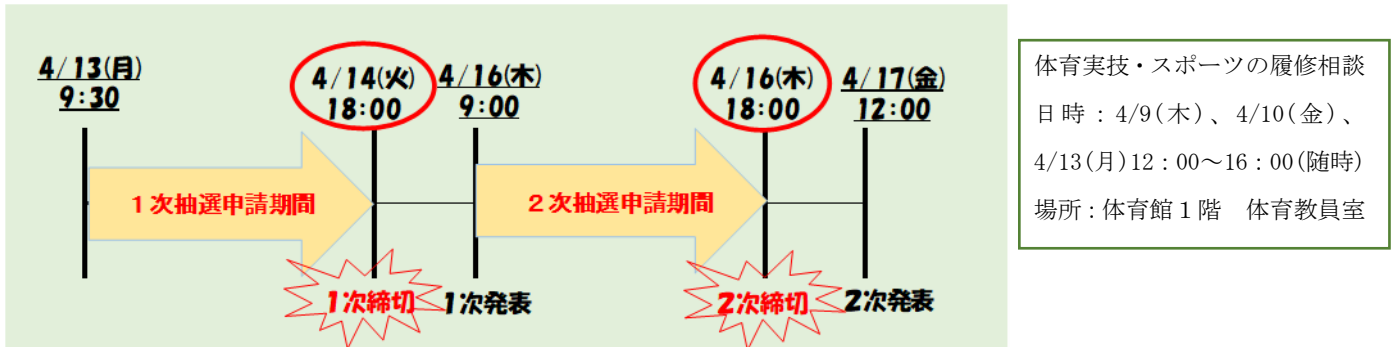 4/13(月)
9:30
4/14(火)
18:00
4/16(木)
9:00
4/16(木)
18:00
4/17(金)
12:00
1次抽選申請期間
2次抽選申請期間
1次締切
1次発表
2次締切
2次発表
体育実技・スポーツの履修相談
日時：4/9(木)、4/10(金)、
4/13(月)12：00～16：00(随時)
場所：体育館１階　体育教員室